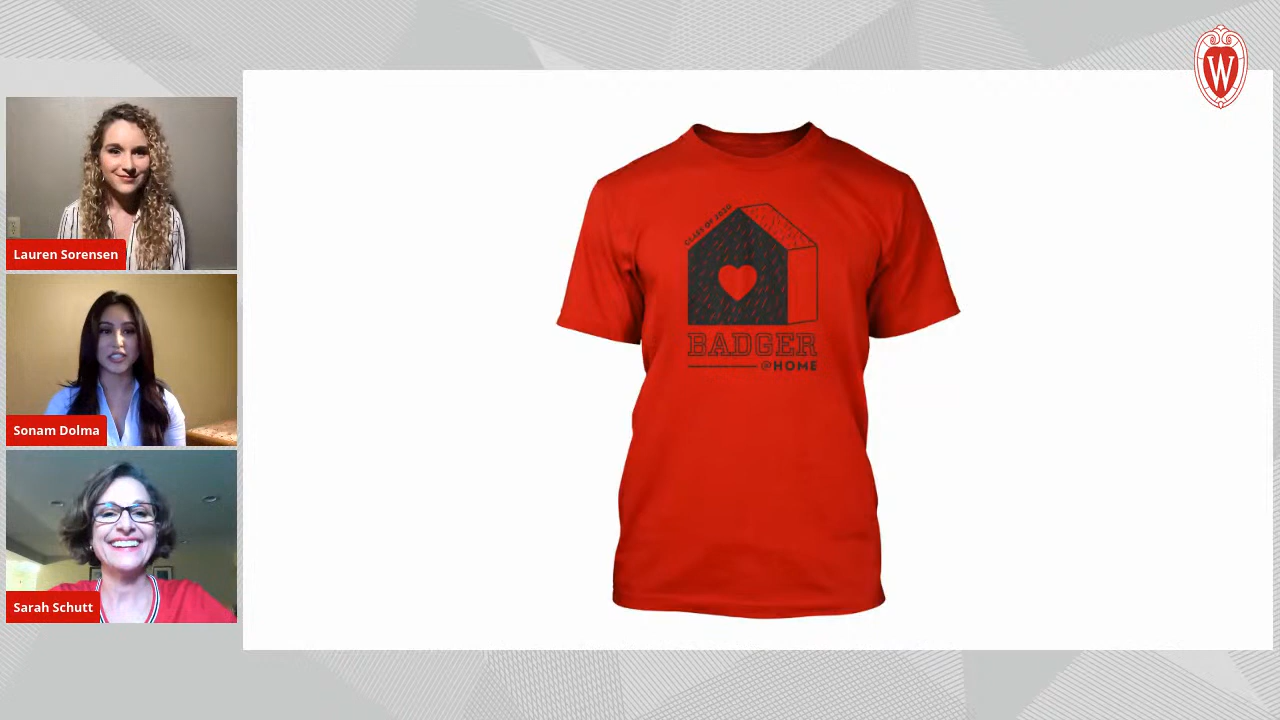 W
Lauren Sorensen
Sonam Dolma
Sarah Schutt
CLASS OF 2020
BADGER
@HOME